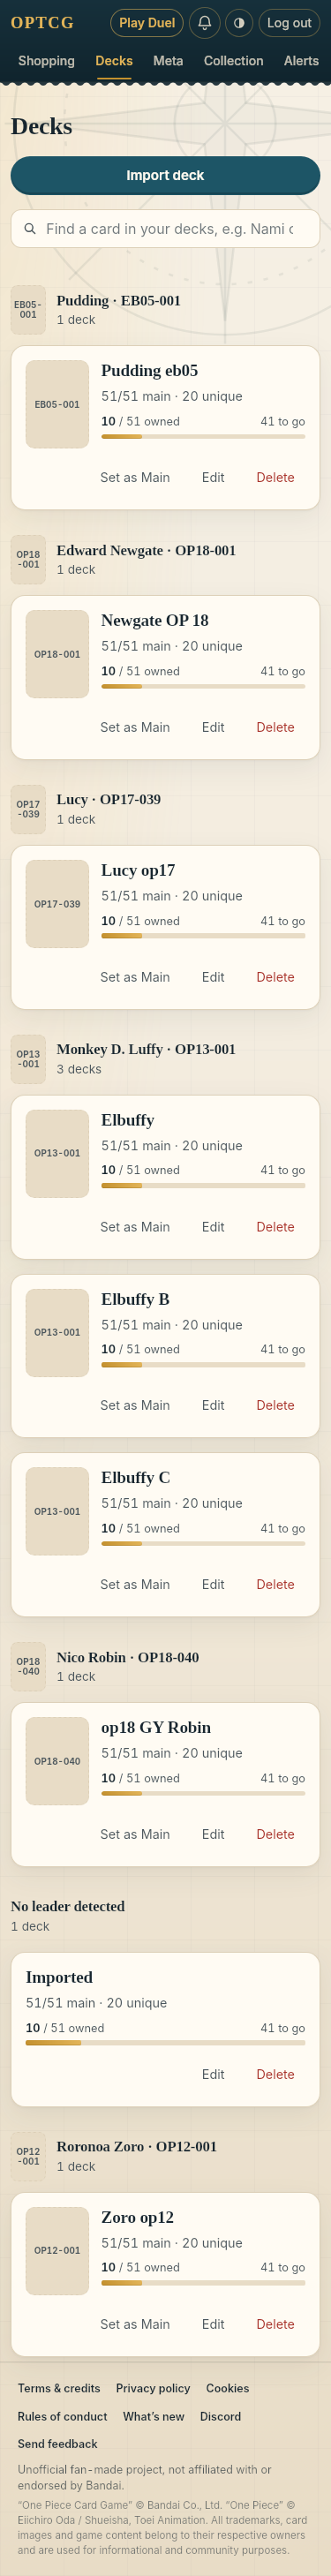 OPTCG
Play Duel
Log out
Shopping Decks Meta Collection Alerts
Decks
Import deck
Find a card in your decks, e.g. Nami c
EB05-
001
Pudding · EB05-001
1 deck
EB05-001
Pudding eb05
51/51 main · 20 unique
10 / 51 owned 41 to go
Set as Main Edit Delete
OP18
-001
Edward Newgate · OP18-001
1 deck
OP18-001
Newgate OP 18
51/51 main · 20 unique
10 / 51 owned 41 to go
Set as Main Edit Delete
OP17
-039
Lucy · OP17-039
1 deck
OP17-039
Lucy op17
51/51 main · 20 unique
10 / 51 owned 41 to go
Set as Main Edit Delete
OP13
-001
Monkey D. Luffy · OP13-001
3 decks
OP13-001
Elbuffy
51/51 main · 20 unique
10 / 51 owned 41 to go
Set as Main Edit Delete
OP13-001
Elbuffy B
51/51 main · 20 unique
10 / 51 owned 41 to go
Set as Main Edit Delete
OP13-001
Elbuffy C
51/51 main · 20 unique
10 / 51 owned 41 to go
Set as Main Edit Delete
OP18
-040
Nico Robin · OP18-040
1 deck
OP18-040
op18 GY Robin
51/51 main · 20 unique
10 / 51 owned 41 to go
Set as Main Edit Delete
No leader detected
1 deck
Imported
51/51 main · 20 unique
10 / 51 owned 41 to go
Edit Delete
OP12
-001
Roronoa Zoro · OP12-001
1 deck
OP12-001
Zoro op12
51/51 main · 20 unique
10 / 51 owned 41 to go
Set as Main Edit Delete
Terms & credits Privacy policy Cookies
Rules of conduct What's new Discord
Send feedback
Unofficial fan-made project, not affiliated with or
endorsed by Bandai.
"One Piece Card Game" © Bandai Co., Ltd. "One Piece" ©
Eiichiro Oda / Shueisha, Toei Animation. All trademarks, card
images and game content belong to their respective owners
and are used for informational and community purposes.